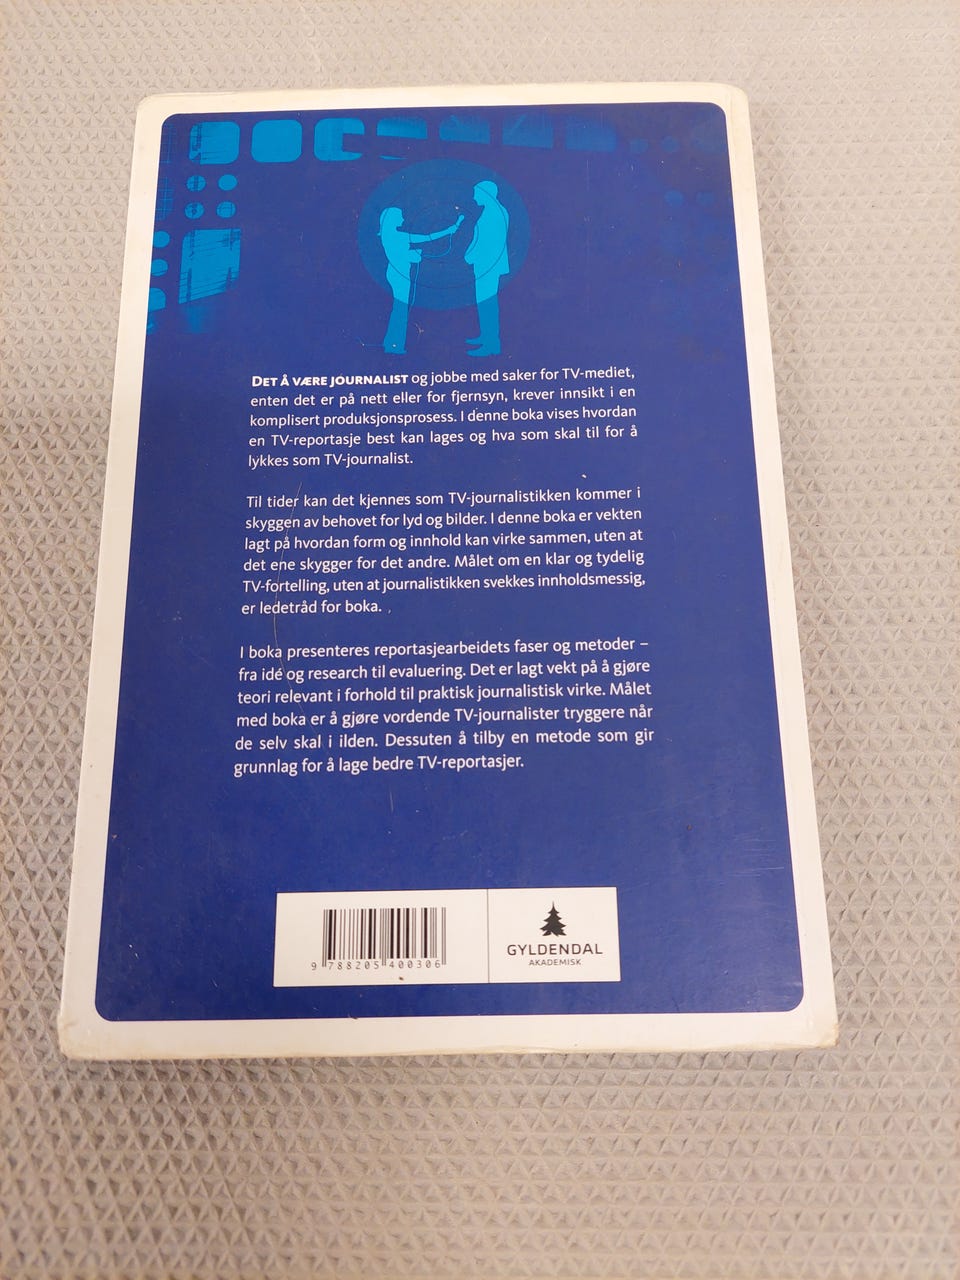 DET Å VÆRE JOURNALIST og jobbe med saker for TV-mediet,
enten det er på nett eller for fjernsyn, krever innsikt i en
komplisert produksjonsprosess. I denne boka vises hvordan
en TV-reportasje best kan lages og hva som skal til for å
lykkes som TV-journalist.
Til tider kan det kjennes som TV-journalistikken kommer i
skyggen av behovet for lyd og bilder. I denne boka er vekten
lagt på hvordan form og innhold kan virke sammen, uten at
det ene skygger for det andre. Målet om en klar og tydelig
TV-fortelling, uten at journalistikken svekkes innholdsmessig,
er ledetråd for boka.
I boka presenteres reportasjearbeidets faser og metoder –
fra idé og research til evaluering. Det er lagt vekt på å gjøre
teori relevant i forhold til praktisk journalistisk virke. Målet
med boka er å gjøre vordende TV-journalister tryggere når
de selv skal i ilden. Dessuten å tilby en metode som gir
grunnlag for å lage bedre TV-reportasjer.
9 788205 400306
GYLDENDAL
AKADEMISK